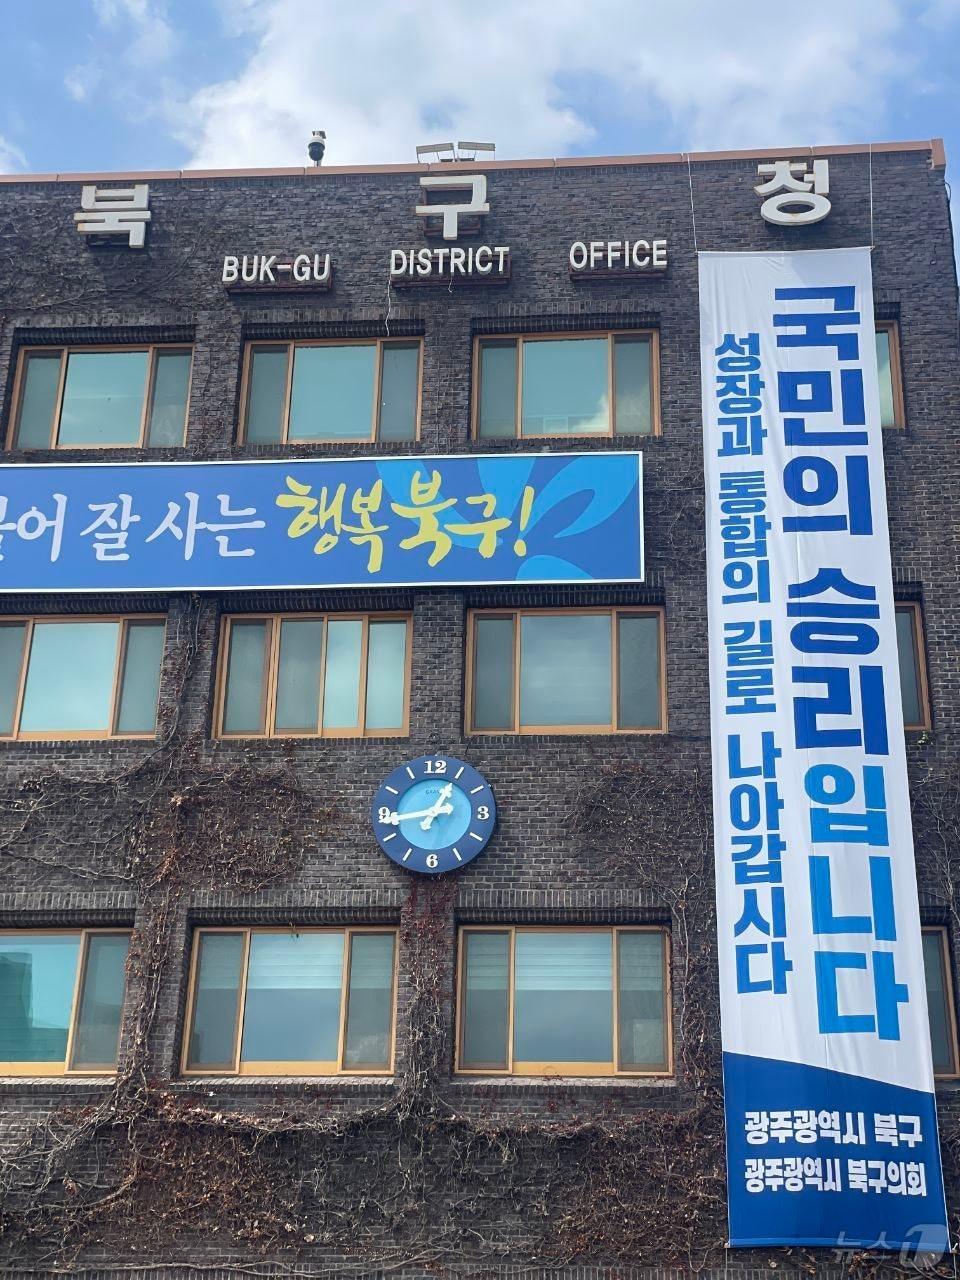 북구청
BUK-GU DISTRICT OFFICE
잘 사는 행복 북구!
12
3
6
9
국민의 승리입니다
성장과 통합의 길로 나아갑시다
광주광역시 북구
광주광역시 북구의회
뉴스1